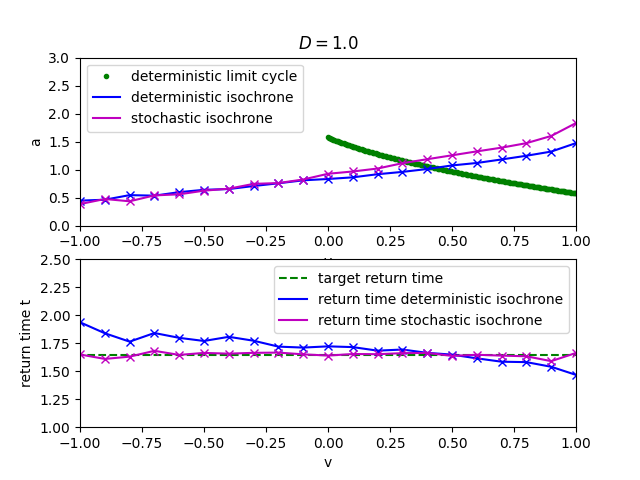 D = 1.0
3.0
2.5
2.0
1.5
1.0
0.5
0.0
a
deterministic limit cycle
deterministic isochrone
stochastic isochrone
−1.00 −0.75 −0.50 −0.25 0.00 0.25 0.50 0.75 1.00
2.50
2.25
2.00
1.75
1.50
1.25
1.00
return time t
target return time
return time deterministic isochrone
return time stochastic isochrone
−1.00 −0.75 −0.50 −0.25 0.00 0.25 0.50 0.75 1.00
v